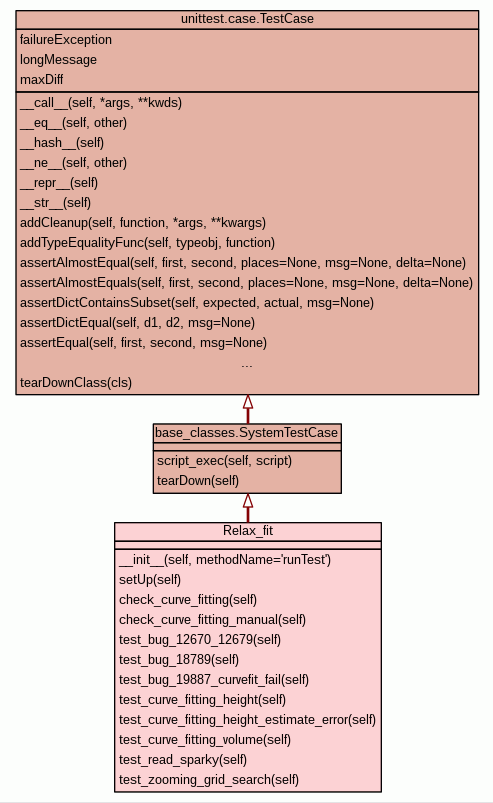 unittest.case.TestCase
failureException
longMessage
maxDiff
__call__(self, *args, **kwds)
__eq__(self, other)
__hash__(self)
__ne__(self, other)
__repr__(self)
__str__(self)
addCleanup(self, function, *args, **kwargs)
addTypeEqualityFunc(self, typeobj, function)
assertAlmostEqual(self, first, second, places=None, msg=None, delta=None)
assertAlmostEquals(self, first, second, places=None, msg=None, delta=None)
assertDictContainsSubset(self, expected, actual, msg=None)
assertDictEqual(self, d1, d2, msg=None)
assertEqual(self, first, second, msg=None)
...
tearDownClass(cls)
base_classes.SystemTestCase
script_exec(self, script)
tearDown(self)
Relax_fit
__init__(self, methodName='runTest')
setUp(self)
check_curve_fitting(self)
check_curve_fitting_manual(self)
test_bug_12670_12679(self)
test_bug_18789(self)
test_bug_19887_curvefit_fail(self)
test_curve_fitting_height(self)
test_curve_fitting_height_estimate_error(self)
test_curve_fitting_volume(self)
test_read_sparky(self)
test_zooming_grid_search(self)